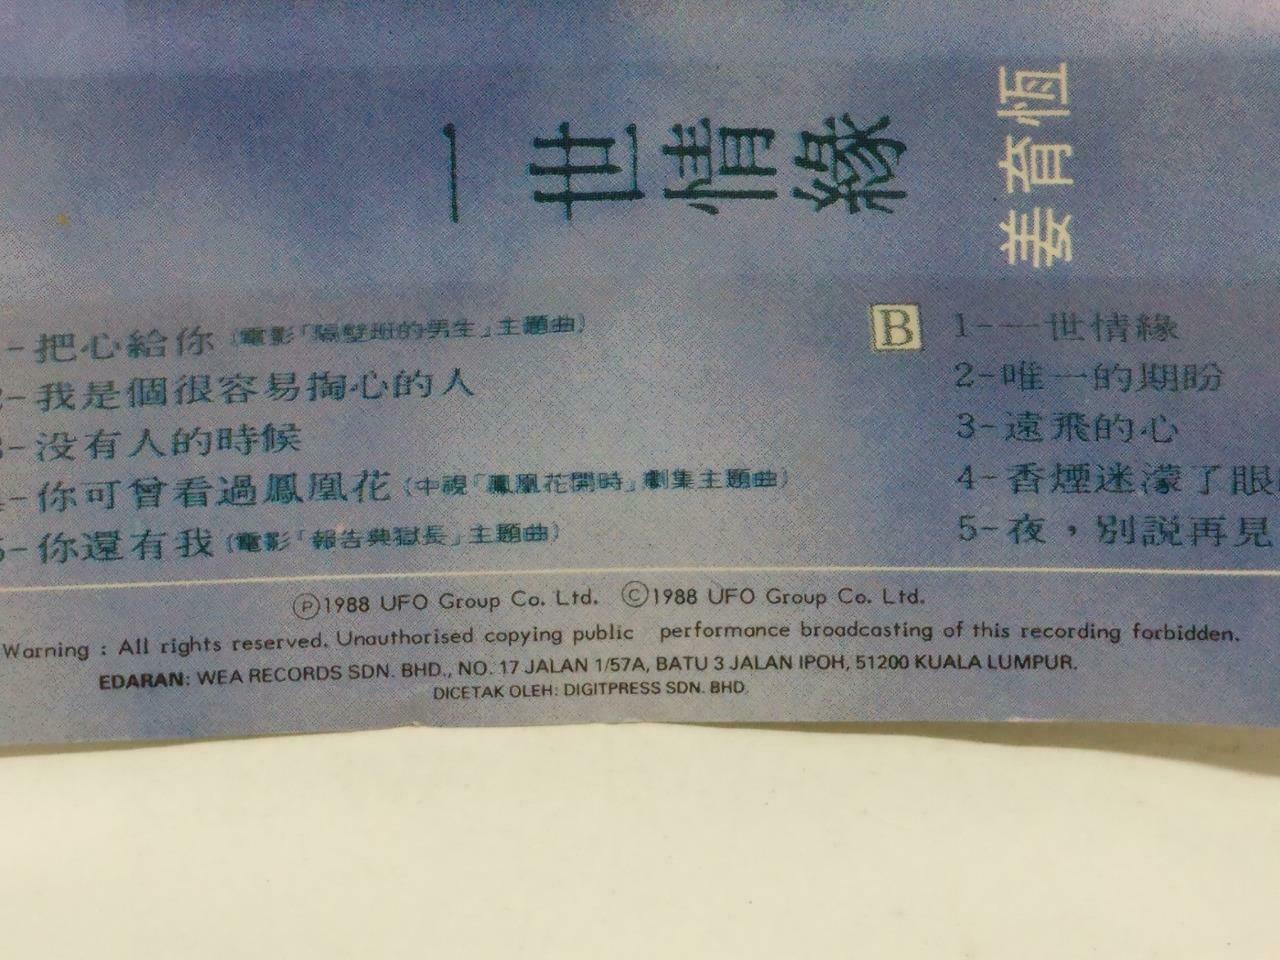 一世情緣
姜育恆
-把心給你(電影「隔壁班的男生」主題曲)
-我是個很容易掏心的人
-没有人的時候
-你可曾看過鳳凰花(中視「鳳凰花開時」劇集主題曲)
5-你還有我(電影「報告典獄長」主題曲)
B
1-一世情緣
2-唯一的期盼
3-遠飛的心
4-香煙迷濛了眼
5-夜，別説再見
Ⓟ1988 UFO Group Co. Ltd. Ⓒ1988 UFO Group Co. Ltd.
Warning : All rights reserved. Unauthorised copying public performance broadcasting of this recording forbidden.
EDARAN: WEA RECORDS SDN. BHD., NO. 17 JALAN 1/57A, BATU 3 JALAN IPOH, 51200 KUALA LUMPUR.
DICETAK OLEH: DIGITPRESS SDN. BHD.